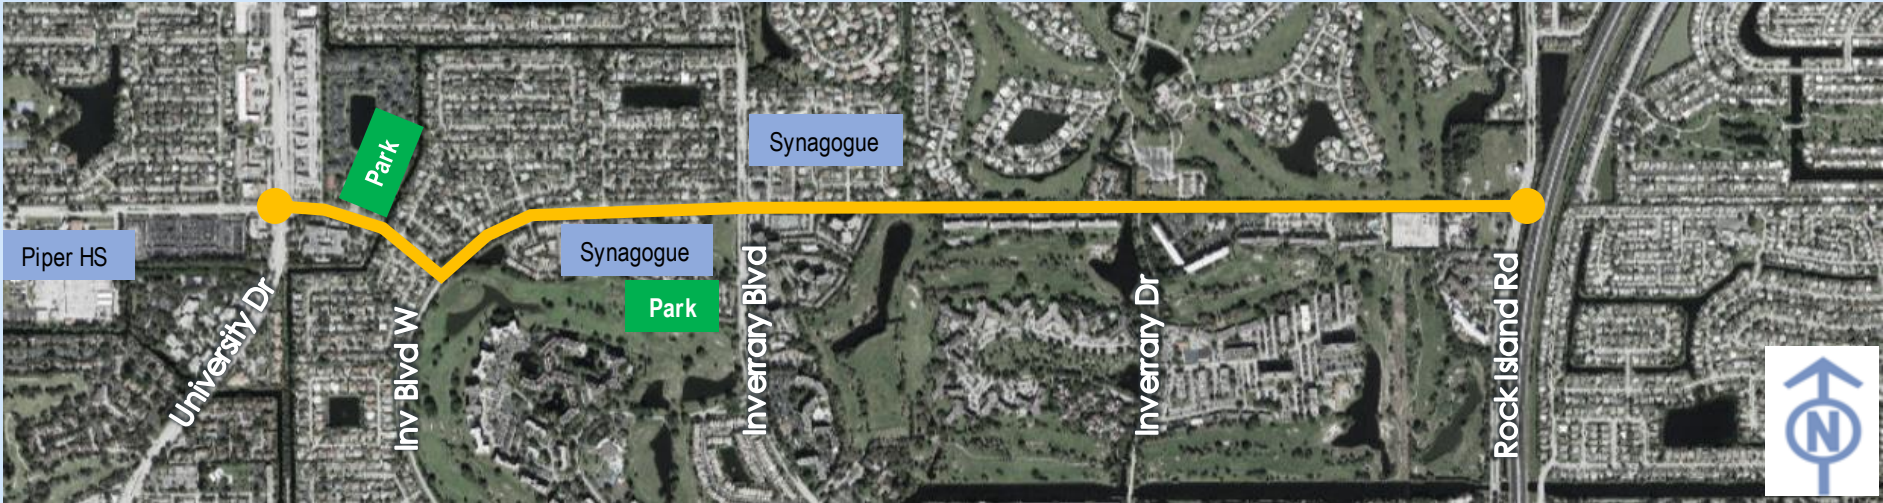 Synagogue
Park
Piper HS
Synagogue
Park
University Dr
Inv Blvd W
Inverrary Blvd
Inverrary Dr
Rock Island Rd
N